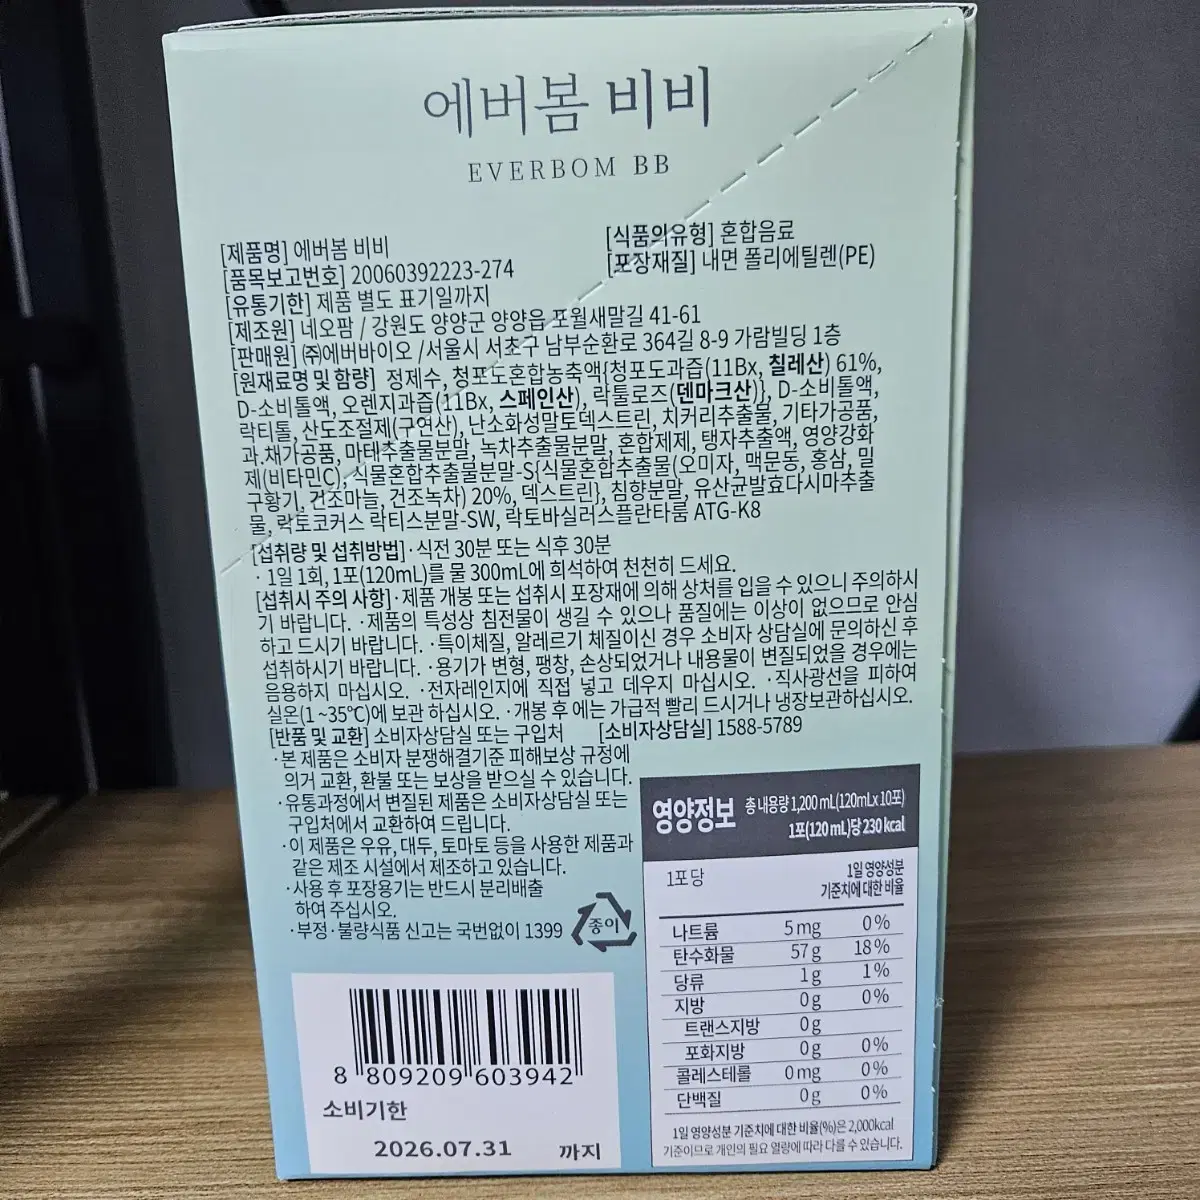 에버봄 비비
EVERBOM BB
[제품명] 에버봄 비비
[식품의유형] 혼합음료
[품목보고번호] 20060392223-274
[포장재질] 내면 폴리에틸렌(PE)
[유통기한] 제품 별도 표기일까지
[제조원] 네오팜 / 강원도 양양군 양양읍 포월새말길 41-61
[판매원] ㈜에버바이오 /서울시 서초구 남부순환로 364길 8-9 가람빌딩 1층
[원재료명 및 함량] 정제수, 청포도혼합농축액{청포도과즙(11Bx, 칠레산) 61%,
D-소비톨액, 오렌지과즙(11Bx, 스페인산), 락툴로즈(덴마크산)}, D-소비톨액,
락티톨, 산도조절제(구연산), 난소화성말토덱스트린, 치커리추출물, 기타가공품,
과.채가공품, 마테추출물분말, 녹차추출물분말, 혼합제제, 탱자추출액, 영양강화
제(비타민C), 식물혼합추출물분말-S{식물혼합추출물(오미자, 맥문동, 홍삼, 밀
구황기, 건조마늘, 건조녹차) 20%, 덱스트린}, 침향분말, 유산균발효다시마추출
물, 락토코커스 락티스분말-SW, 락토바실러스플란타룸 ATG-K8
[섭취량 및 섭취방법] · 식전 30분 또는 식후 30분
· 1일 1회, 1포(120mL)를 물 300mL에 희석하여 천천히 드세요.
[섭취시 주의 사항] · 제품 개봉 또는 섭취시 포장재에 의해 상처를 입을 수 있으니 주의하시
기 바랍니다. · 제품의 특성상 침전물이 생길 수 있으나 품질에는 이상이 없으므로 안심
하고 드시기 바랍니다. · 특이체질, 알레르기 체질이신 경우 소비자 상담실에 문의하신 후
섭취하시기 바랍니다. · 용기가 변형, 팽창, 손상되었거나 내용물이 변질되었을 경우에는
음용하지 마십시오. · 전자레인지에 직접 넣고 데우지 마십시오. · 직사광선을 피하여
실온(1~35℃)에 보관 하십시오. · 개봉 후 에는 가급적 빨리 드시거나 냉장보관하십시오.
[반품 및 교환] 소비자상담실 또는 구입처 [소비자상담실] 1588-5789
· 본 제품은 소비자 분쟁해결기준 피해보상 규정에
의거 교환, 환불 또는 보상을 받으실 수 있습니다.
· 유통과정에서 변질된 제품은 소비자상담실 또는
구입처에서 교환하여 드립니다.
· 이 제품은 우유, 대두, 토마토 등을 사용한 제품과
같은 제조 시설에서 제조하고 있습니다.
· 사용 후 포장용기는 반드시 분리배출
하여 주십시오.
· 부정·불량식품 신고는 국번없이 1399
종이
영양정보 총 내용량 1,200 mL(120mLx10포)
1포(120 mL)당 230 kcal
1포당 1일 영양성분
기준치에 대한 비율
나트륨 5 mg 0 %
탄수화물 57 g 18 %
당류 1 g 1 %
지방 0 g 0 %
트랜스지방 0 g
포화지방 0 g 0 %
콜레스테롤 0 mg 0 %
단백질 0 g 0 %
1일 영양성분 기준치에 대한 비율(%)은 2,000kcal
기준이므로 개인의 필요 열량에 따라 다를 수 있습니다.
8 809209 603942
소비기한
2026.07.31 까지